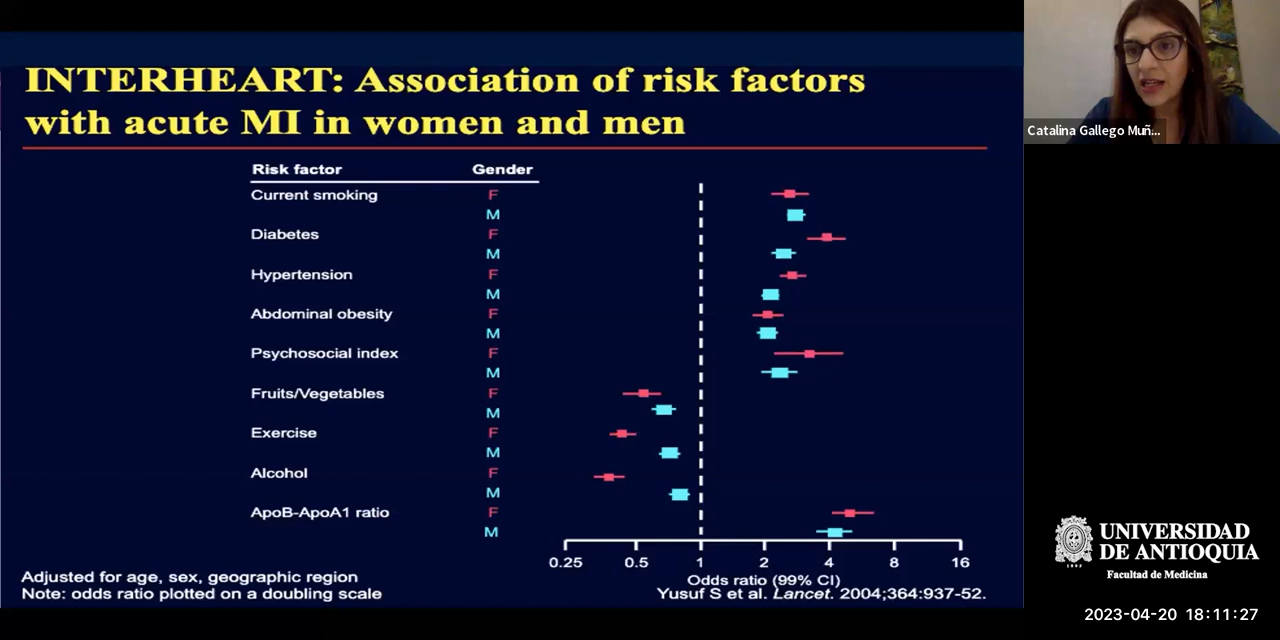 INTERHEART: Association of risk factors
with acute MI in women and men
Risk factor Gender
Current smoking F
M
Diabetes F
M
Hypertension F
M
Abdominal obesity F
M
Psychosocial index F
M
Fruits/Vegetables F
M
Exercise F
M
Alcohol F
M
ApoB-ApoA1 ratio F
M
0.25 0.5 1 2 4 8 16
Odds ratio (99% CI)
Adjusted for age, sex, geographic region
Note: odds ratio plotted on a doubling scale
Yusuf S et al. Lancet. 2004;364:937-52.
Catalina Gallego Muñ...
UNIVERSIDAD
DE ANTIOQUIA
Facultad de Medicina
2023-04-20 18:11:27